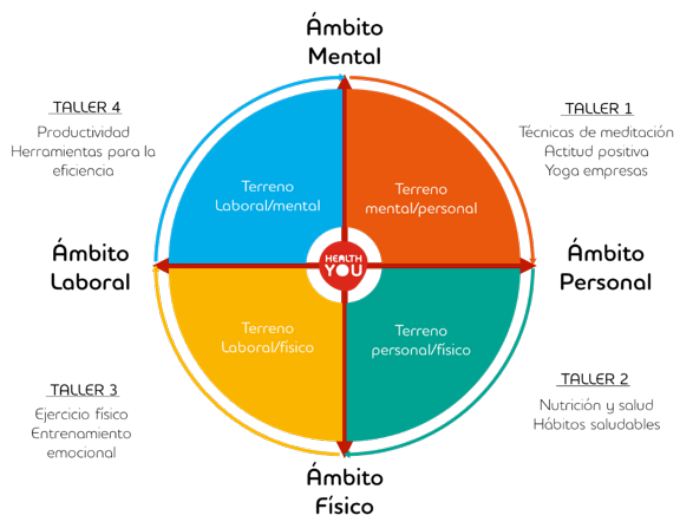 Ámbito
Mental
TALLER 4
Productividad
Herramientas para la
eficiencia
TALLER 1
Técnicas de meditación
Actitud positiva
Yoga empresas
Terreno
Laboral/mental
Terreno
mental/personal
Ámbito
Laboral
HEALTH
YOU
Ámbito
Personal
Terreno
Laboral/físico
Terreno
personal/físico
TALLER 3
Ejercicio físico
Entrenamiento
emocional
TALLER 2
Nutrición y salud
Hábitos saludables
Ámbito
Físico